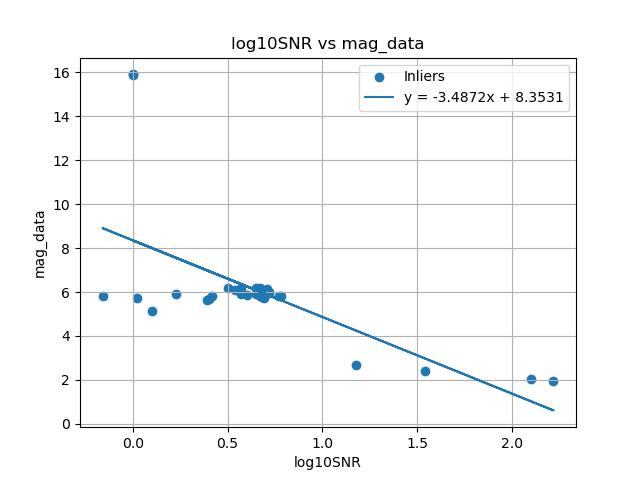 log10SNR vs mag_data
Inliers
y = -3.4872x + 8.3531
16
14
12
10
8
6
4
2
0
mag_data
0.0 0.5 1.0 1.5 2.0
log10SNR